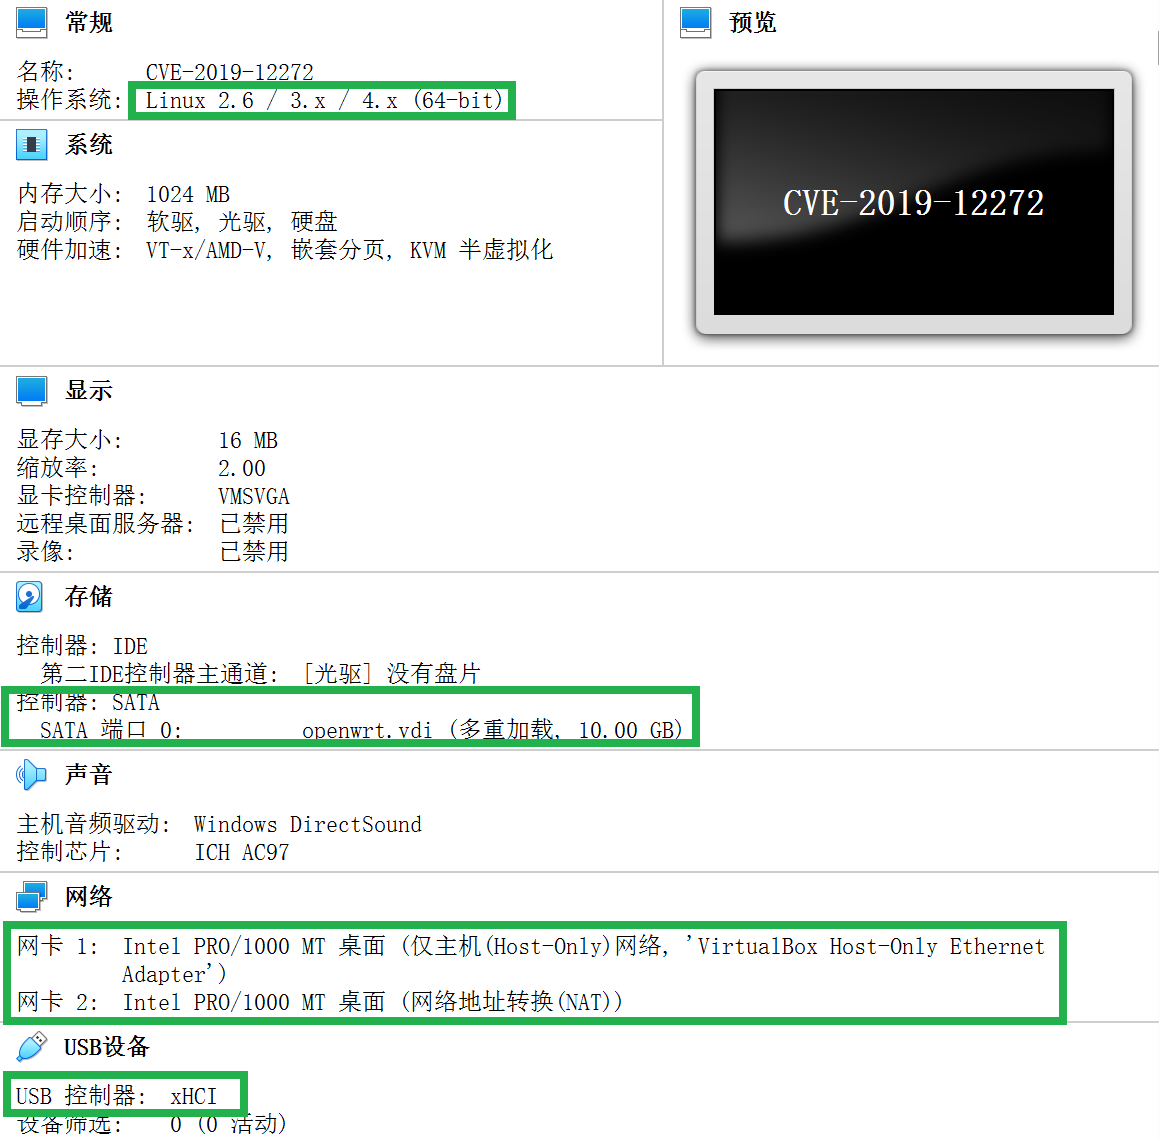 常规
名称: CVE-2019-12272
操作系统: Linux 2.6 / 3.x / 4.x (64-bit)
预览
CVE-2019-12272
系统
内存大小: 1024 MB
启动顺序: 软驱, 光驱, 硬盘
硬件加速: VT-x/AMD-V, 嵌套分页, KVM 半虚拟化
显示
显存大小: 16 MB
缩放率: 2.00
显卡控制器: VMSVGA
远程桌面服务器: 已禁用
录像: 已禁用
存储
控制器: IDE
第二IDE控制器主通道: [光驱] 没有盘片
控制器: SATA
SATA 端口 0: openwrt.vdi (多重加载, 10.00 GB)
声音
主机音频驱动: Windows DirectSound
控制芯片: ICH AC97
网络
网卡 1: Intel PRO/1000 MT 桌面 (仅主机(Host-Only)网络, 'VirtualBox Host-Only Ethernet
Adapter')
网卡 2: Intel PRO/1000 MT 桌面 (网络地址转换(NAT))
USB设备
USB 控制器: xHCI
设备筛选: 0 (0 活动)